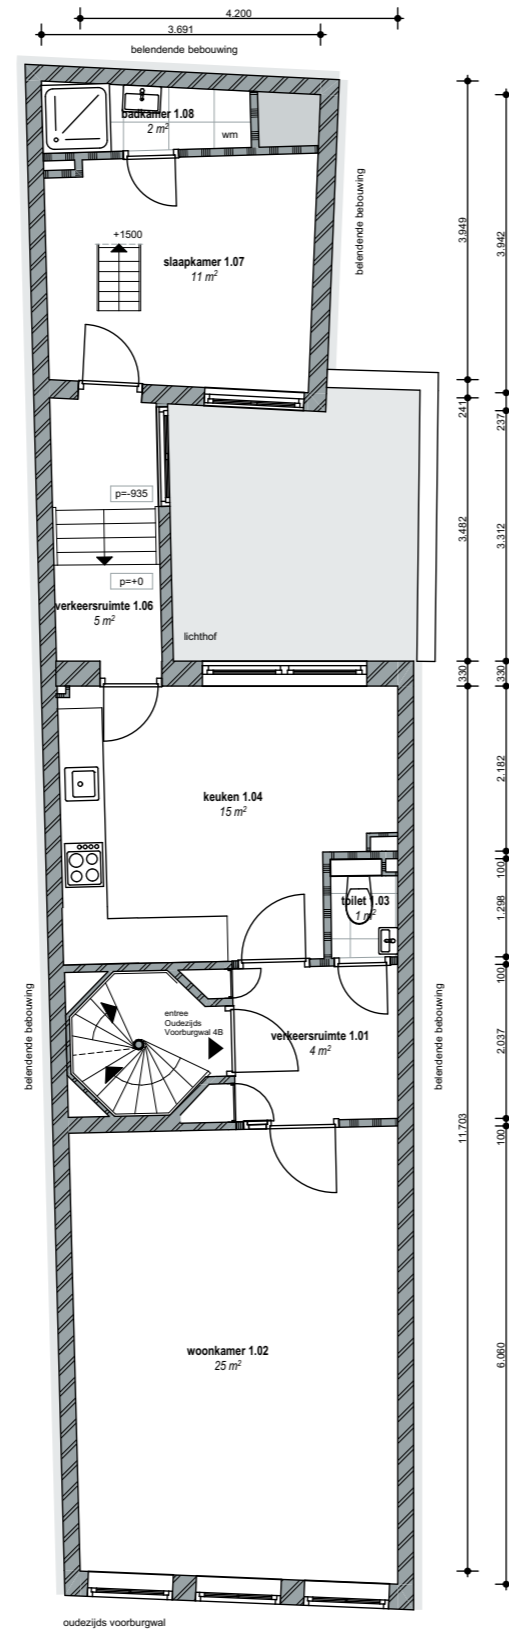 4.200
3.691
belendende bebouwing
badkamer 1.08
2 m²
wm
belendende bebouwing
+1500
slaapkamer 1.07
11 m²
3.949
3.942
241
237
p=-935
3.482
3.312
p=+0
verkeersruimte 1.06
5 m²
lichthof
330
330
keuken 1.04
15 m²
2.182
100
toilet 1.03
1 m²
1.298
100
belendende bebouwing
entree
Oudezijds
Voorburgwal 4B
verkeersruimte 1.01
4 m²
belendende bebouwing
2.037
11.703
100
woonkamer 1.02
25 m²
6.060
oudezijds voorburgwal